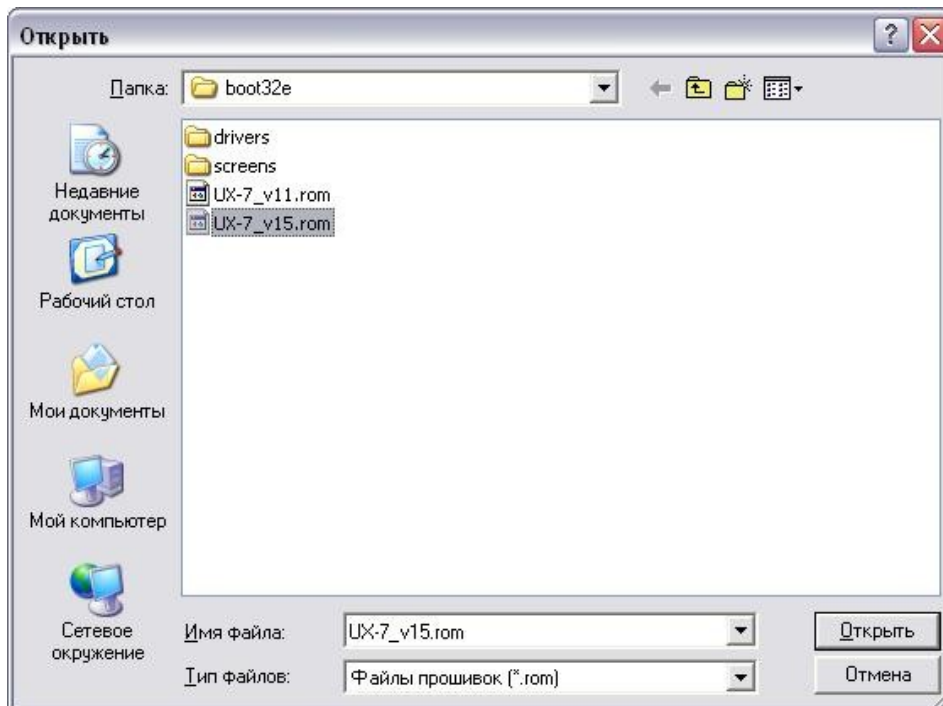 Открыть
Папка: boot32e
drivers
screens
UX-7_v11.rom
UX-7_v15.rom
Недавние
документы
Рабочий стол
Мои документы
Мой компьютер
Сетевое
окружение
Имя файла: UX-7_v15.rom Открыть
Тип файлов: Файлы прошивок (*.rom) Отмена